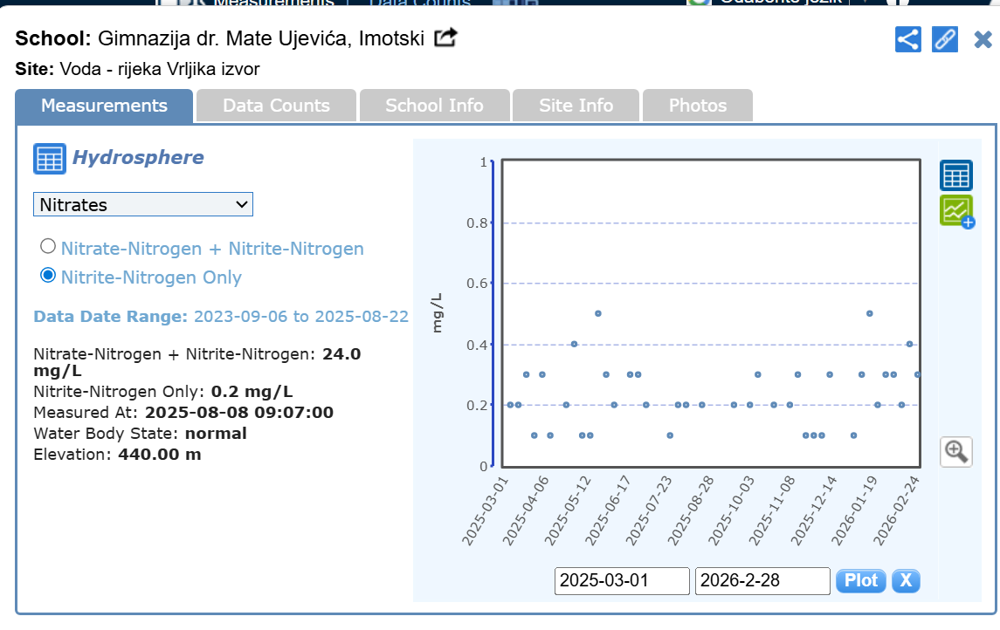 Measurements
Data Counts
Odaberite jezik
School: Gimnazija dr. Mate Ujevića, Imotski
Site: Voda - rijeka Vrljika izvor
Measurements
Data Counts
School Info
Site Info
Photos
Hydrosphere
Nitrates
Nitrate-Nitrogen + Nitrite-Nitrogen
Nitrite-Nitrogen Only
Data Date Range: 2023-09-06 to 2025-08-22
Nitrate-Nitrogen + Nitrite-Nitrogen: 24.0
mg/L
Nitrite-Nitrogen Only: 0.2 mg/L
Measured At: 2025-08-08 09:07:00
Water Body State: normal
Elevation: 440.00 m
mg/L
1
0.8
0.6
0.4
0.2
0
2025-03-01
2025-04-06
2025-05-12
2025-06-17
2025-07-23
2025-08-28
2025-10-03
2025-11-08
2025-12-14
2026-01-19
2026-02-24
2025-03-01
2026-2-28
Plot
X